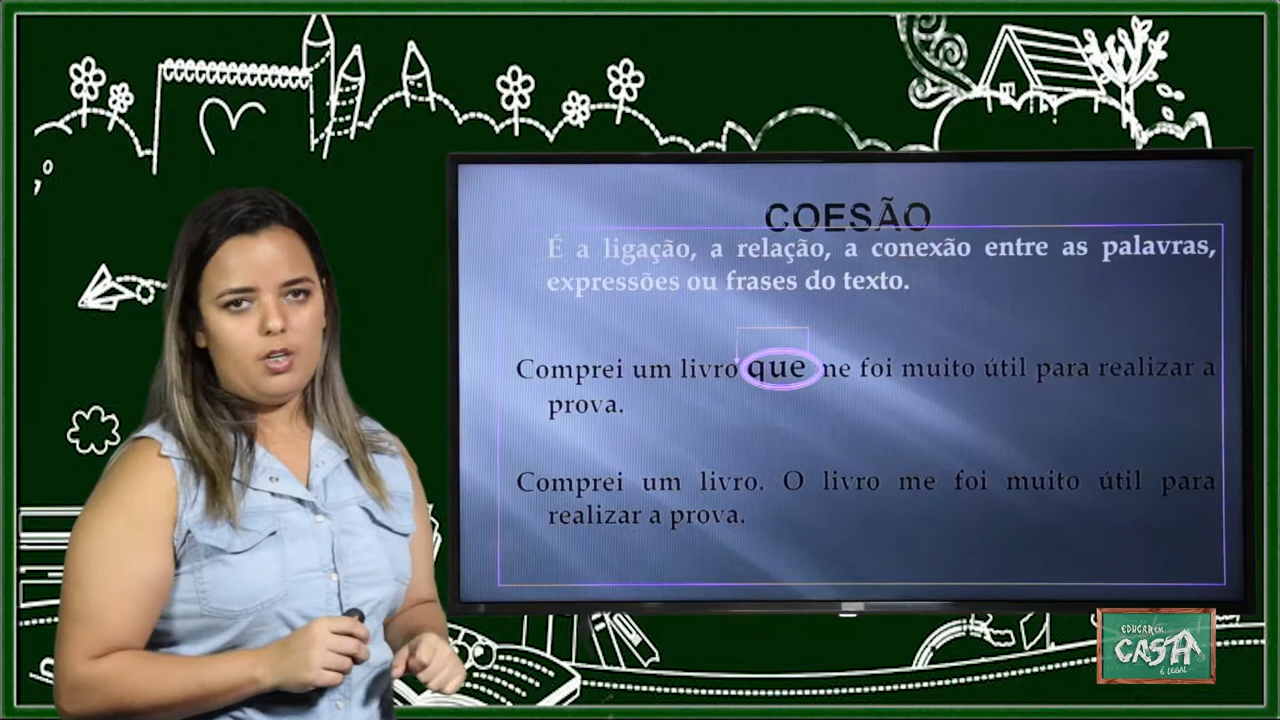 COESÃO
É a ligação, a relação, a conexão entre as palavras,
expressões ou frases do texto.
Comprei um livro que me foi muito útil para realizar a
prova.
Comprei um livro. O livro me foi muito útil para
realizar a prova.
EDUCAR EM
CASA
É LEGAL